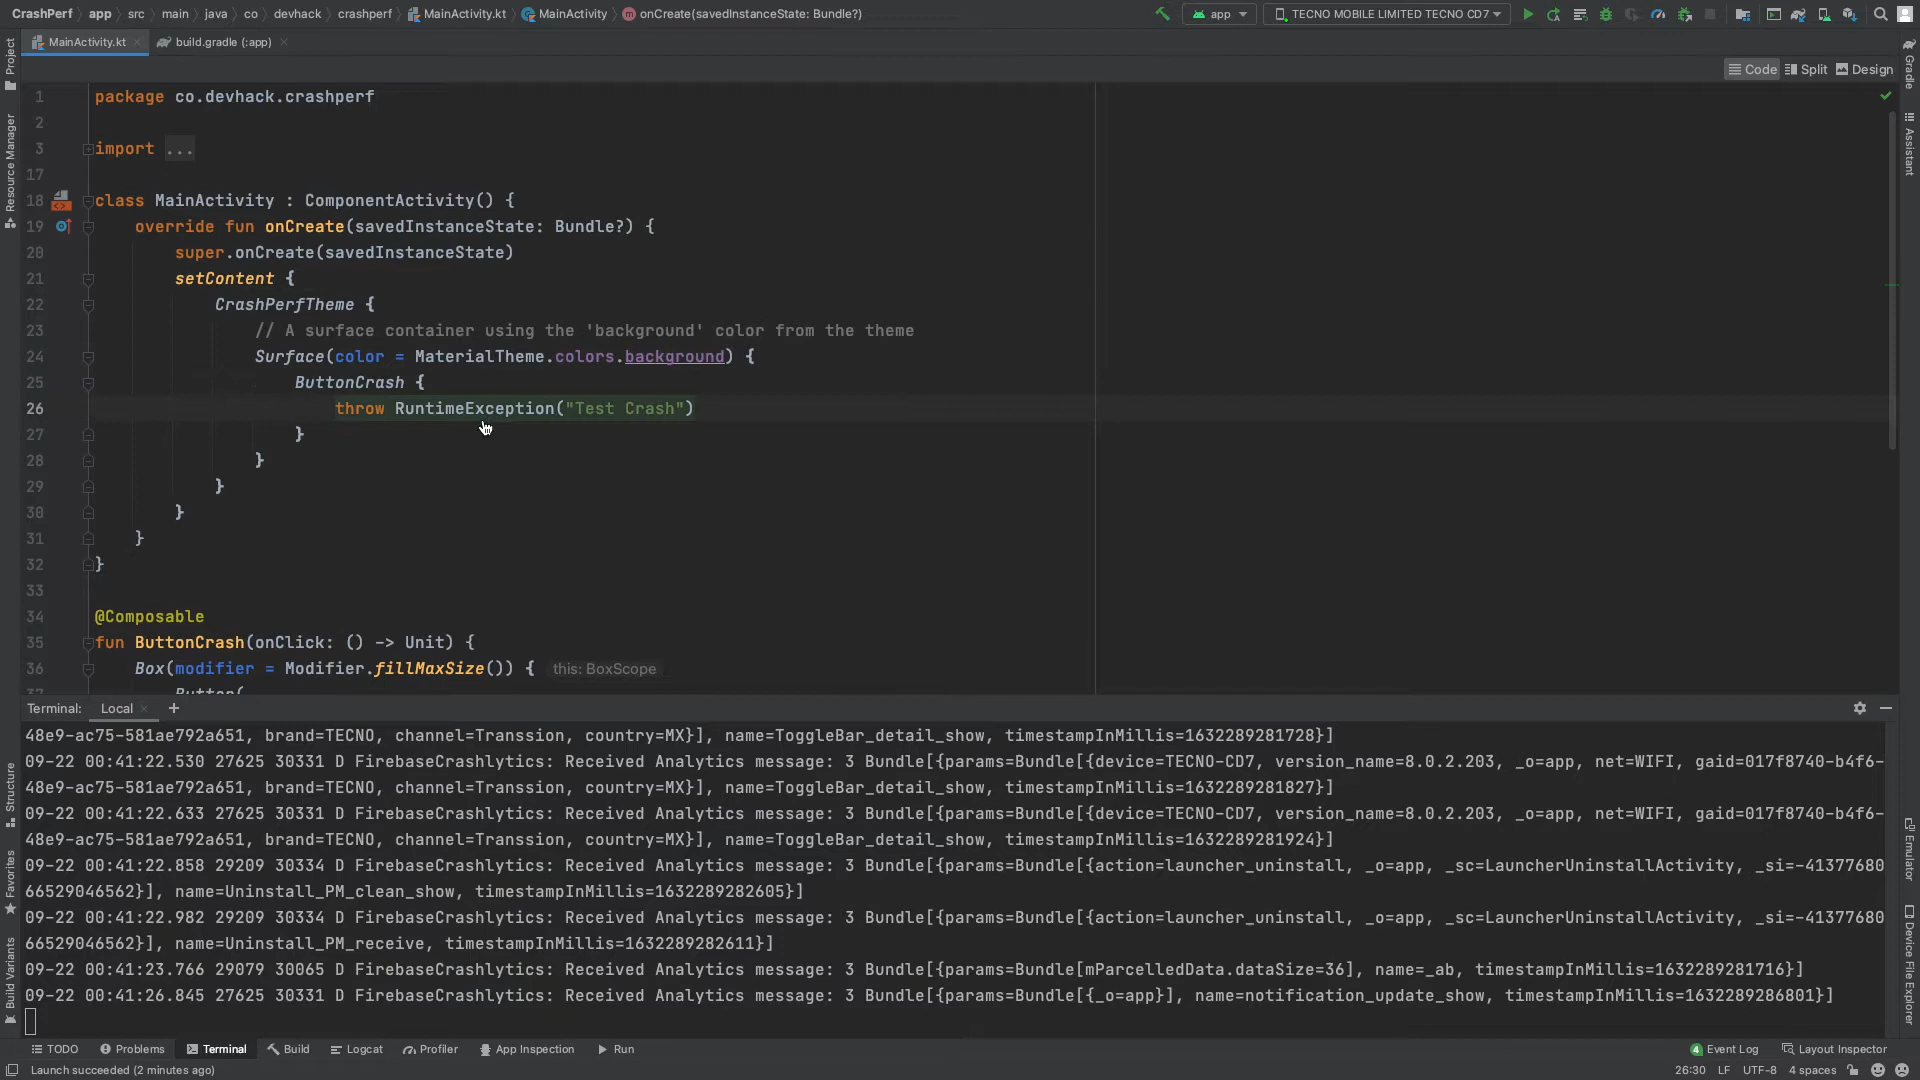 CrashPerf app src main java co devhack crashperf MainActivity.kt MainActivity onCreate(savedInstanceState: Bundle?)
app TECNO MOBILE LIMITED TECNO CD7
MainActivity.kt build.gradle (:app)
Code Split Design
1 package co.devhack.crashperf
2
3 import ...
17
18 class MainActivity : ComponentActivity() {
19 override fun onCreate(savedInstanceState: Bundle?) {
20 super.onCreate(savedInstanceState)
21 setContent {
22 CrashPerfTheme {
23 // A surface container using the 'background' color from the theme
24 Surface(color = MaterialTheme.colors.background) {
25 ButtonCrash {
26 throw RuntimeException("Test Crash")
27 }
28 }
29 }
30 }
31 }
32 }
33
34 @Composable
35 fun ButtonCrash(onClick: () -> Unit) {
36 Box(modifier = Modifier.fillMaxSize()) { this: BoxScope
37 Button(
Terminal: Local +
48e9-ac75-581ae792a651, brand=TECNO, channel=Transsion, country=MX}], name=ToggleBar_detail_show, timestampInMillis=1632289281728}]
09-22 00:41:22.530 27625 30331 D FirebaseCrashlytics: Received Analytics message: 3 Bundle[{params=Bundle[{device=TECNO-CD7, version_name=8.0.2.203, _o=app, net=WIFI, gaid=017f8740-b4f6-
48e9-ac75-581ae792a651, brand=TECNO, channel=Transsion, country=MX}], name=ToggleBar_detail_show, timestampInMillis=1632289281827}]
09-22 00:41:22.633 27625 30331 D FirebaseCrashlytics: Received Analytics message: 3 Bundle[{params=Bundle[{device=TECNO-CD7, version_name=8.0.2.203, _o=app, net=WIFI, gaid=017f8740-b4f6-
48e9-ac75-581ae792a651, brand=TECNO, channel=Transsion, country=MX}], name=ToggleBar_detail_show, timestampInMillis=1632289281924}]
09-22 00:41:22.858 29209 30334 D FirebaseCrashlytics: Received Analytics message: 3 Bundle[{params=Bundle[{action=launcher_uninstall, _o=app, _sc=LauncherUninstallActivity, _si=-41377680
66529046562}], name=Uninstall_PM_clean_show, timestampInMillis=1632289282605}]
09-22 00:41:22.982 29209 30334 D FirebaseCrashlytics: Received Analytics message: 3 Bundle[{params=Bundle[{action=launcher_uninstall, _o=app, _sc=LauncherUninstallActivity, _si=-41377680
66529046562}], name=Uninstall_PM_receive, timestampInMillis=1632289282611}]
09-22 00:41:23.766 29079 30065 D FirebaseCrashlytics: Received Analytics message: 3 Bundle[{params=Bundle[mParcelledData.dataSize=36], name=_ab, timestampInMillis=1632289281716}]
09-22 00:41:26.845 27625 30331 D FirebaseCrashlytics: Received Analytics message: 3 Bundle[{params=Bundle[{_o=app}], name=notification_update_show, timestampInMillis=1632289286801}]
TODO Problems Terminal Build Logcat Profiler App Inspection Run
4 Event Log Layout Inspector
Launch succeeded (2 minutes ago)
26:30 LF UTF-8 4 spaces
Project
Resource Manager
Structure
Favorites
Build Variants
Gradle
Assistant
Emulator
Device File Explorer